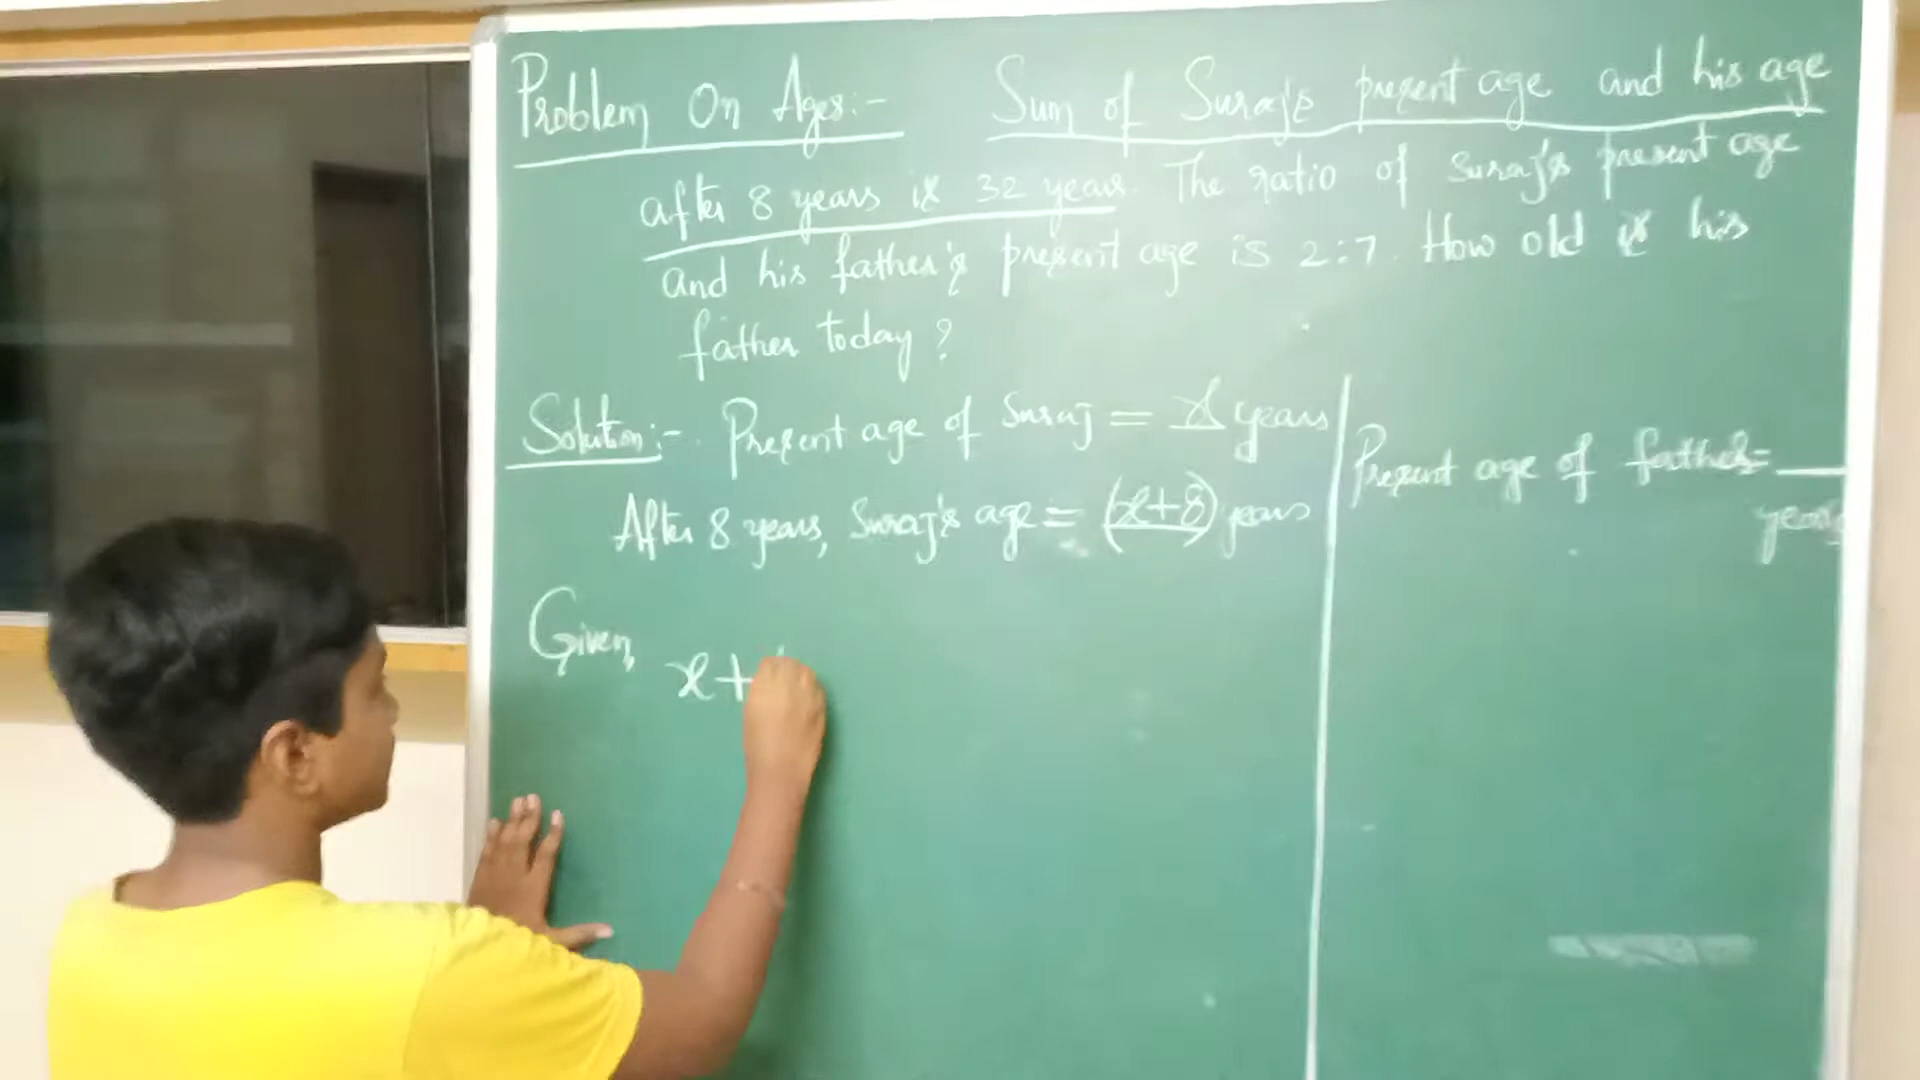 Problem On Ages:- Sum of Suraj's present age and his age
after 8 years is 32 years. The ratio of Suraj's present age
and his father's present age is 2:7. How old is his
father today?
Solution:- Present age of Suraj = x years
Present age of father = ___
years
After 8 years, Suraj's age = (x+8) years
Given,
x+